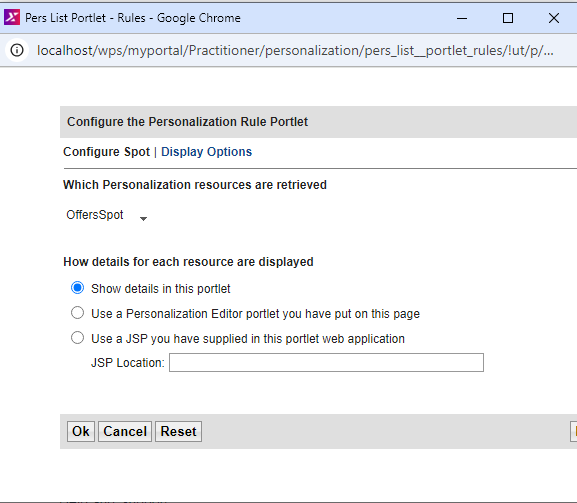 Pers List Portlet - Rules - Google Chrome
localhost/wps/myportal/Practitioner/personalization/pers_list__portlet_rules/!ut/p/...
Configure the Personalization Rule Portlet
Configure Spot | Display Options
Which Personalization resources are retrieved
OffersSpot
How details for each resource are displayed
Show details in this portlet
Use a Personalization Editor portlet you have put on this page
Use a JSP you have supplied in this portlet web application
JSP Location:
Ok Cancel Reset